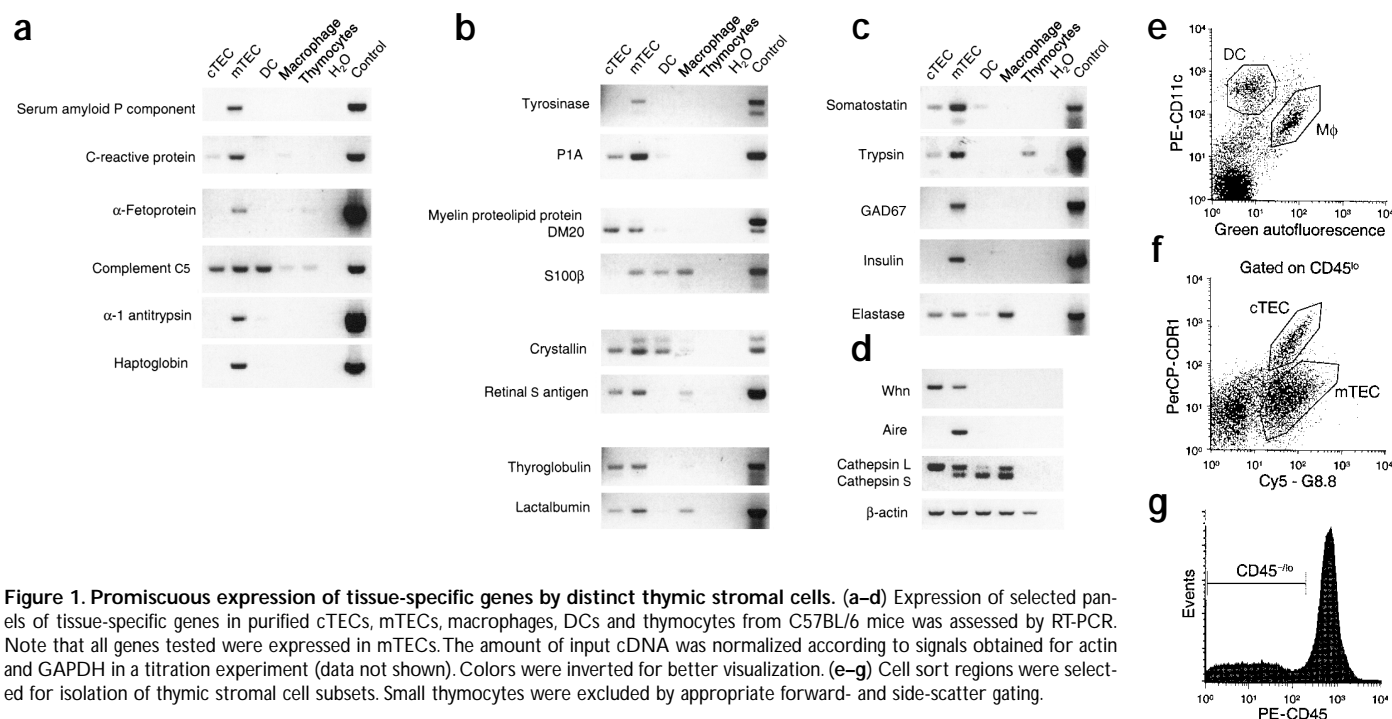 a
cTEC mTEC DC Macrophage Thymocytes H2O Control
Serum amyloid P component
C-reactive protein
α-Fetoprotein
Complement C5
α-1 antitrypsin
Haptoglobin
b
cTEC mTEC DC Macrophage Thymocytes H2O Control
Tyrosinase
P1A
Myelin proteolipid protein
DM20
S100β
Crystallin
Retinal S antigen
Thyroglobulin
Lactalbumin
c
cTEC mTEC DC Macrophage Thymocytes H2O Control
Somatostatin
Trypsin
GAD67
Insulin
Elastase
d
Whn
Aire
Cathepsin L
Cathepsin S
β-actin
e
PE-CD11c
10⁴
10³
10²
10¹
10⁰
DC
Mϕ
10⁰ 10¹ 10² 10³ 10⁴
Green autofluorescence
f
Gated on CD45lo
PerCP-CDR1
10⁴
10³
10²
10¹
10⁰
cTEC
mTEC
10⁰ 10¹ 10² 10³ 10⁴
Cy5 - G8.8
g
Events
CD45–/lo
10⁰ 10¹ 10² 10³ 10⁴
PE-CD45
Figure 1. Promiscuous expression of tissue-specific genes by distinct thymic stromal cells. (a–d) Expression of selected pan-
els of tissue-specific genes in purified cTECs, mTECs, macrophages, DCs and thymocytes from C57BL/6 mice was assessed by RT-PCR.
Note that all genes tested were expressed in mTECs. The amount of input cDNA was normalized according to signals obtained for actin
and GAPDH in a titration experiment (data not shown). Colors were inverted for better visualization. (e–g) Cell sort regions were select-
ed for isolation of thymic stromal cell subsets. Small thymocytes were excluded by appropriate forward- and side-scatter gating.